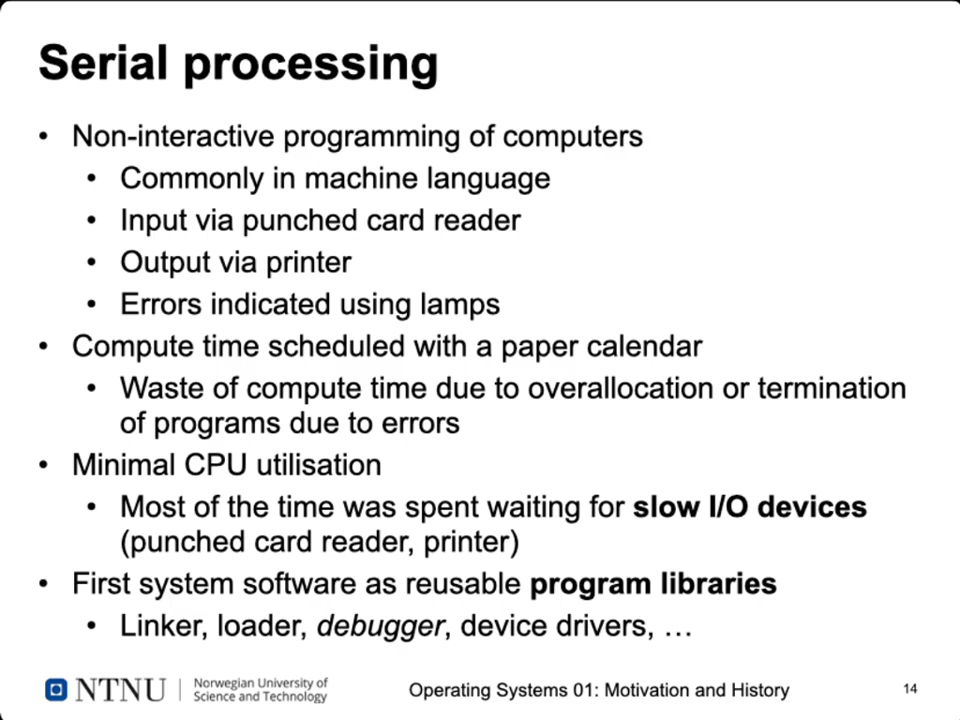 Serial processing
• Non-interactive programming of computers
• Commonly in machine language
• Input via punched card reader
• Output via printer
• Errors indicated using lamps
• Compute time scheduled with a paper calendar
• Waste of compute time due to overallocation or termination
of programs due to errors
• Minimal CPU utilisation
• Most of the time was spent waiting for slow I/O devices
(punched card reader, printer)
• First system software as reusable program libraries
• Linker, loader, debugger, device drivers, …
NTNU
Norwegian University of
Science and Technology
Operating Systems 01: Motivation and History
14